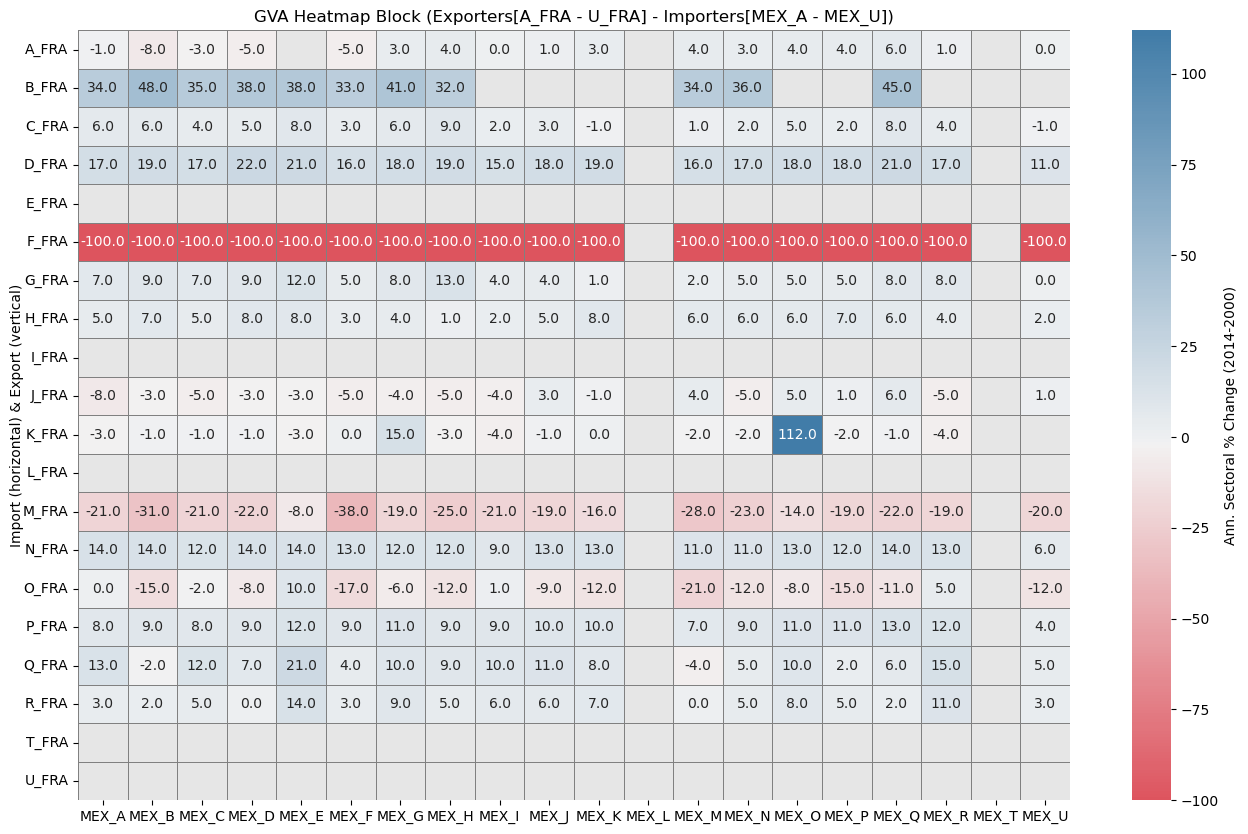 GVA Heatmap Block (Exporters[A_FRA - U_FRA] - Importers[MEX_A - MEX_U])
Import (horizontal) & Export (vertical)
A_FRA -1.0 -8.0 -3.0 -5.0 -5.0 3.0 4.0 0.0 1.0 3.0 4.0 3.0 4.0 4.0 6.0 1.0 0.0
B_FRA 34.0 48.0 35.0 38.0 38.0 33.0 41.0 32.0 34.0 36.0 45.0
C_FRA 6.0 6.0 4.0 5.0 8.0 3.0 6.0 9.0 2.0 3.0 -1.0 1.0 2.0 5.0 2.0 8.0 4.0 -1.0
D_FRA 17.0 19.0 17.0 22.0 21.0 16.0 18.0 19.0 15.0 18.0 19.0 16.0 17.0 18.0 18.0 21.0 17.0 11.0
E_FRA
F_FRA -100.0 -100.0 -100.0 -100.0 -100.0 -100.0 -100.0 -100.0 -100.0 -100.0 -100.0 -100.0 -100.0 -100.0 -100.0 -100.0 -100.0 -100.0
G_FRA 7.0 9.0 7.0 9.0 12.0 5.0 8.0 13.0 4.0 4.0 1.0 2.0 5.0 5.0 5.0 8.0 8.0 0.0
H_FRA 5.0 7.0 5.0 8.0 8.0 3.0 4.0 1.0 2.0 5.0 8.0 6.0 6.0 6.0 7.0 6.0 4.0 2.0
I_FRA
J_FRA -8.0 -3.0 -5.0 -3.0 -3.0 -5.0 -4.0 -5.0 -4.0 3.0 -1.0 4.0 -5.0 5.0 1.0 6.0 -5.0 1.0
K_FRA -3.0 -1.0 -1.0 -1.0 -3.0 0.0 15.0 -3.0 -4.0 -1.0 0.0 -2.0 -2.0 112.0 -2.0 -1.0 -4.0
L_FRA
M_FRA -21.0 -31.0 -21.0 -22.0 -8.0 -38.0 -19.0 -25.0 -21.0 -19.0 -16.0 -28.0 -23.0 -14.0 -19.0 -22.0 -19.0 -20.0
N_FRA 14.0 14.0 12.0 14.0 14.0 13.0 12.0 12.0 9.0 13.0 13.0 11.0 11.0 13.0 12.0 14.0 13.0 6.0
O_FRA 0.0 -15.0 -2.0 -8.0 10.0 -17.0 -6.0 -12.0 1.0 -9.0 -12.0 -21.0 -12.0 -8.0 -15.0 -11.0 5.0 -12.0
P_FRA 8.0 9.0 8.0 9.0 12.0 9.0 11.0 9.0 9.0 10.0 10.0 7.0 9.0 11.0 11.0 13.0 12.0 4.0
Q_FRA 13.0 -2.0 12.0 7.0 21.0 4.0 10.0 9.0 10.0 11.0 8.0 -4.0 5.0 10.0 2.0 6.0 15.0 5.0
R_FRA 3.0 2.0 5.0 0.0 14.0 3.0 9.0 5.0 6.0 6.0 7.0 0.0 5.0 8.0 5.0 2.0 11.0 3.0
T_FRA
U_FRA
MEX_A MEX_B MEX_C MEX_D MEX_E MEX_F MEX_G MEX_H MEX_I MEX_J MEX_K MEX_L MEX_M MEX_N MEX_O MEX_P MEX_Q MEX_R MEX_T MEX_U
100
75
50
25
0
−25
−50
−75
−100
Ann. Sectoral % Change (2014-2000)